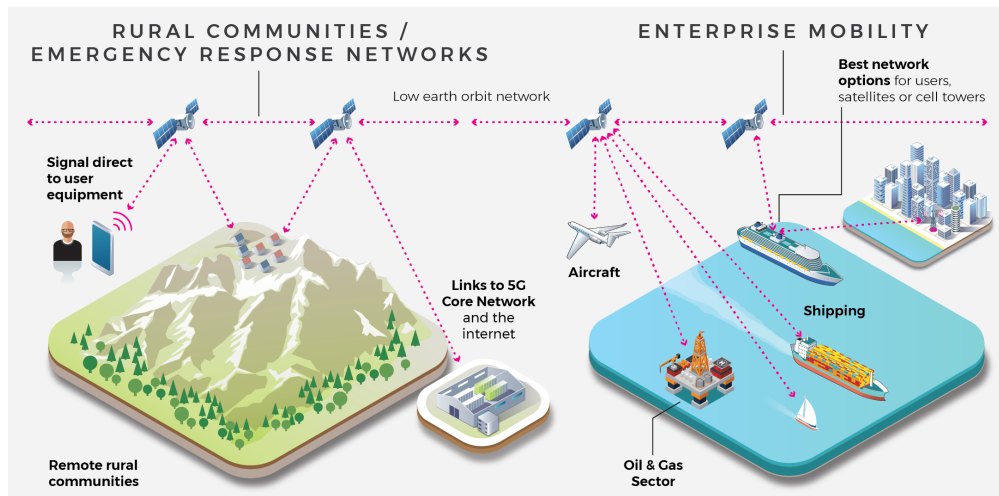 RURAL COMMUNITIES /
EMERGENCY RESPONSE NETWORKS
ENTERPRISE MOBILITY
Best network
options for users,
satellites or cell towers
Low earth orbit network
Signal direct
to user
equipment
Aircraft
Links to 5G
Core Network
and the
internet
Shipping
Remote rural
communities
Oil & Gas
Sector